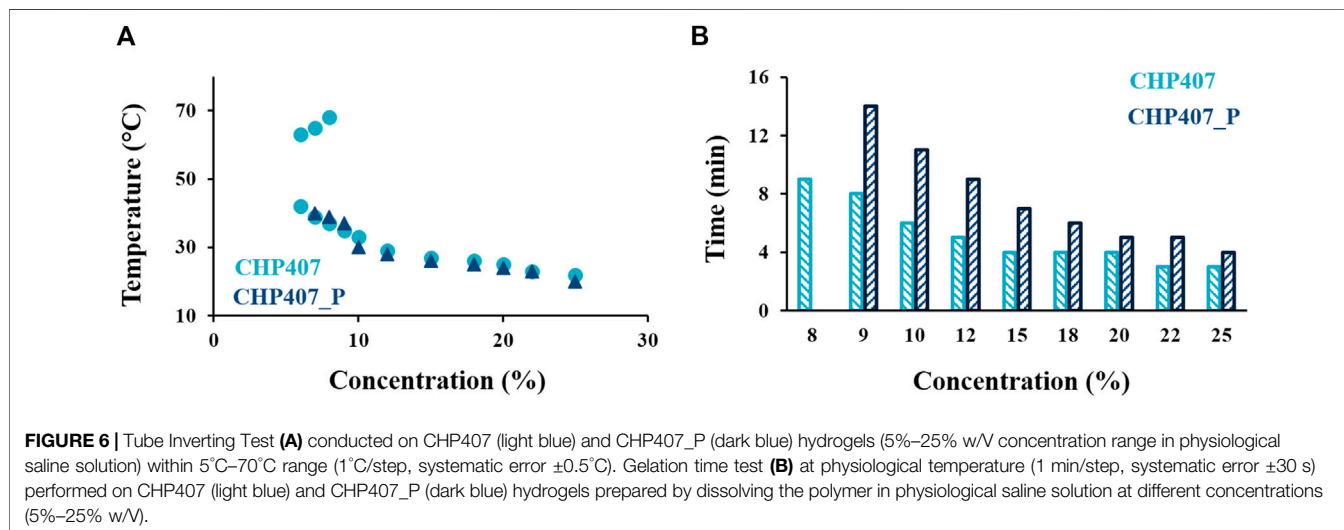 A
Temperature (°C)
70
50
30
10
0
10
20
30
CHP407
CHP407_P
Concentration (%)
B
Time (min)
16
12
8
4
0
8
9
10
12
15
18
20
22
25
CHP407
CHP407_P
Concentration (%)
FIGURE 6 | Tube Inverting Test (A) conducted on CHP407 (light blue) and CHP407_P (dark blue) hydrogels (5%–25% w/V concentration range in physiological
saline solution) within 5°C–70°C range (1°C/step, systematic error ±0.5°C). Gelation time test (B) at physiological temperature (1 min/step, systematic error ±30 s)
performed on CHP407 (light blue) and CHP407_P (dark blue) hydrogels prepared by dissolving the polymer in physiological saline solution at different concentrations
(5%–25% w/V).